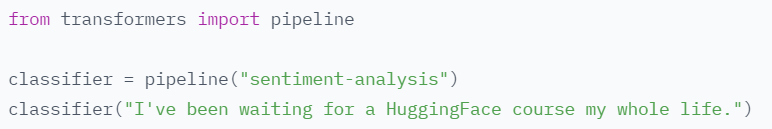 from transformers import pipeline
classifier = pipeline("sentiment-analysis")
classifier("I've been waiting for a HuggingFace course my whole life.")